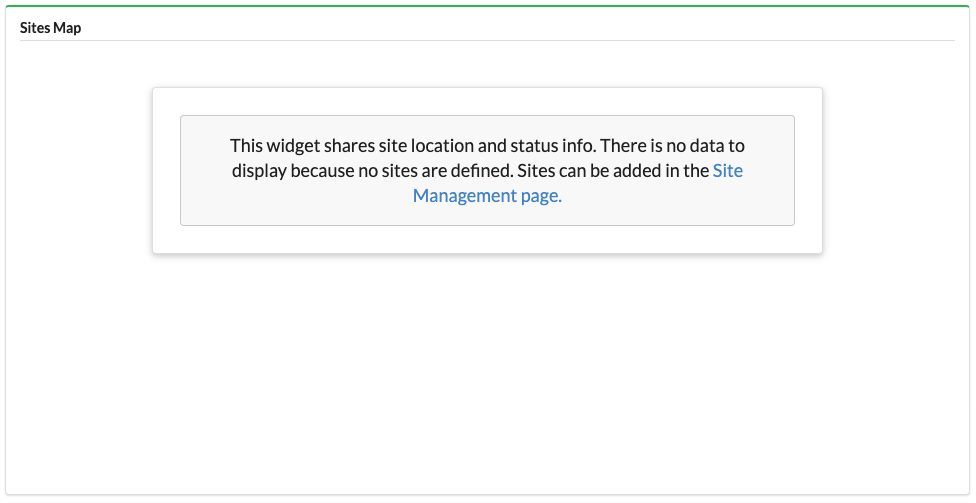 Sites Map
This widget shares site location and status info. There is no data to
display because no sites are defined. Sites can be added in the Site
Management page.